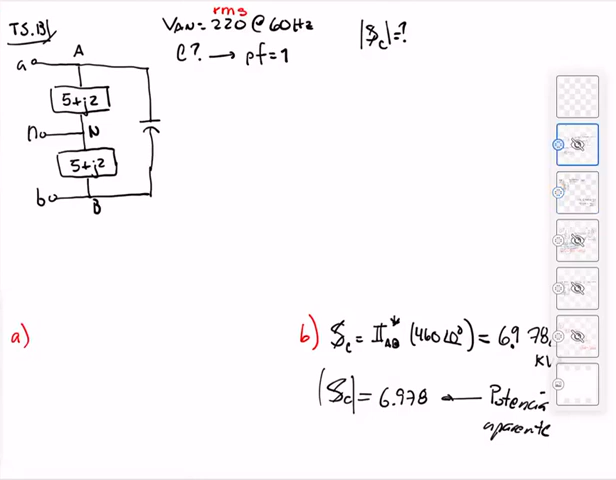 TS.B)
rms
VAN = 220 @ 60Hz
C? → pf=1
|Sc|=?
A
a
5+j2
n
N
5+j2
b
B
a)
b) Sc = IAB* (460∠0°) = 6.978
|Sc| = 6.978 ← Potencia
aparente